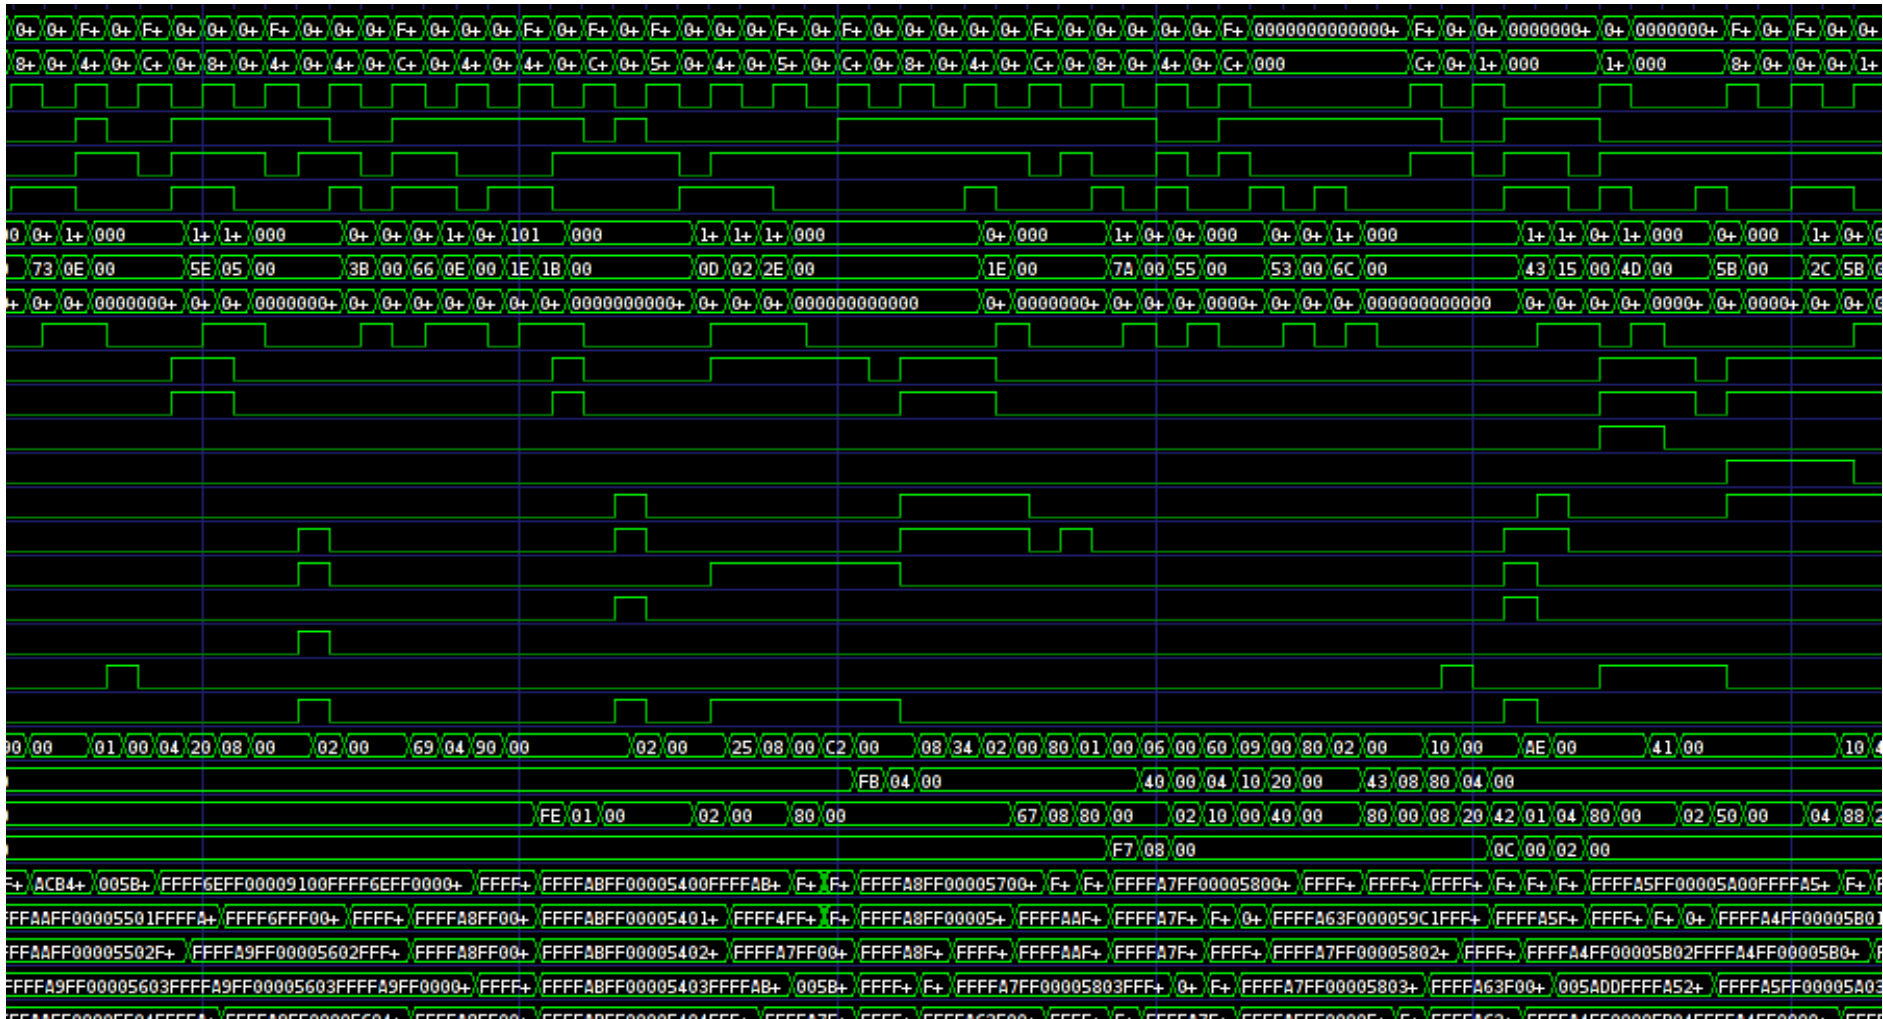 0+ 0+ F+ 0+ F+ 0+ 0+ 0+ F+ 0+ 0+ 0+ F+ 0+ 0+ 0+ F+ 0+ F+ 0+ F+ 0+ 0+ 0+ F+ 0+ F+ 0+ 0+ 0+ 0+ 0+ F+ 0+ 0+ 0+ 0+ 0+ F+ 0000000000000+ F+ 0+ 0+ 0000000+ 0+ 0000000+ F+ 0+ F+ 0+ 0+
8+ 0+ 4+ 0+ C+ 0+ 8+ 0+ 4+ 0+ 4+ 0+ C+ 0+ 4+ 0+ 4+ 0+ C+ 0+ 5+ 0+ 4+ 0+ 5+ 0+ C+ 0+ 8+ 0+ 4+ 0+ C+ 0+ 8+ 0+ 4+ 0+ C+ 000 C+ 0+ 1+ 000 1+ 000 8+ 0+ 0+ 0+ 1+
0+ 1+ 000 1+ 1+ 000 0+ 0+ 0+ 1+ 0+ 101 000 1+ 1+ 1+ 000 0+ 000 1+ 0+ 0+ 000 0+ 0+ 1+ 000 1+ 1+ 0+ 1+ 000 0+ 000 1+ 0+
73 0E 00 5E 05 00 3B 00 66 0E 00 1E 1B 00 0D 02 2E 00 1E 00 7A 00 55 00 53 00 6C 00 43 15 00 4D 00 5B 00 2C 5B
0+ 0+ 0000000+ 0+ 0+ 0000000+ 0+ 0+ 0+ 0+ 0+ 0+ 0+ 0000000000+ 0+ 0+ 0+ 000000000000 0+ 0000000+ 0+ 0+ 0+ 0000+ 0+ 0+ 0+ 000000000000 0+ 0+ 0+ 0+ 0000+ 0+ 0000+ 0+ 0+
00 01 00 04 20 08 00 02 00 69 04 90 00 02 00 25 08 00 C2 00 08 34 02 00 80 01 00 06 00 60 09 00 80 02 00 10 00 AE 00 41 00 10
FB 04 00 40 00 04 10 20 00 43 08 80 04 00
FE 01 00 02 00 80 00 67 08 80 00 02 10 00 40 00 80 00 08 20 42 01 04 80 00 02 50 00 04 88
F7 08 00 0C 00 02 00
F+ ACB4+ 005B+ FFFF6EFF00009100FFFF6EFF0000+ FFFF+ FFFFABFF00005400FFFFAB+ F+ F+ FFFFA8FF00005700+ F+ F+ FFFFA7FF00005800+ FFFF+ FFFF+ FFFF+ F+ F+ F+ FFFFA5FF00005A00FFFFA5+ F+
FFAAFF00005501FFFFA+ FFFF6FFF00+ FFFF+ FFFFA8FF00+ FFFFABFF00005401+ FFFF4FF+ F+ FFFFA8FF00005+ FFFFAAF+ FFFFA7F+ F+ 0+ FFFFA63F000059C1FFF+ FFFFA5F+ FFFF+ F+ 0+ FFFFA4FF00005B01
FFAAFF00005502F+ FFFFA9FF00005602FFF+ FFFFA8FF00+ FFFFABFF00005402+ FFFFA7FF00+ FFFFA8F+ FFFF+ FFFFAAF+ FFFFA7F+ FFFF+ FFFFA7FF00005802+ FFFF+ FFFFA4FF00005B02FFFFA4FF00005B0+
FFFFA9FF00005603FFFFA9FF00005603FFFFA9FF0000+ FFFF+ FFFFABFF00005403FFFFAB+ 005B+ FFFF+ F+ FFFFA7FF00005803FFF+ 0+ F+ FFFFA7FF00005803+ FFFFA63F00+ 005ADDFFFFA52+ FFFFA5FF00005A03